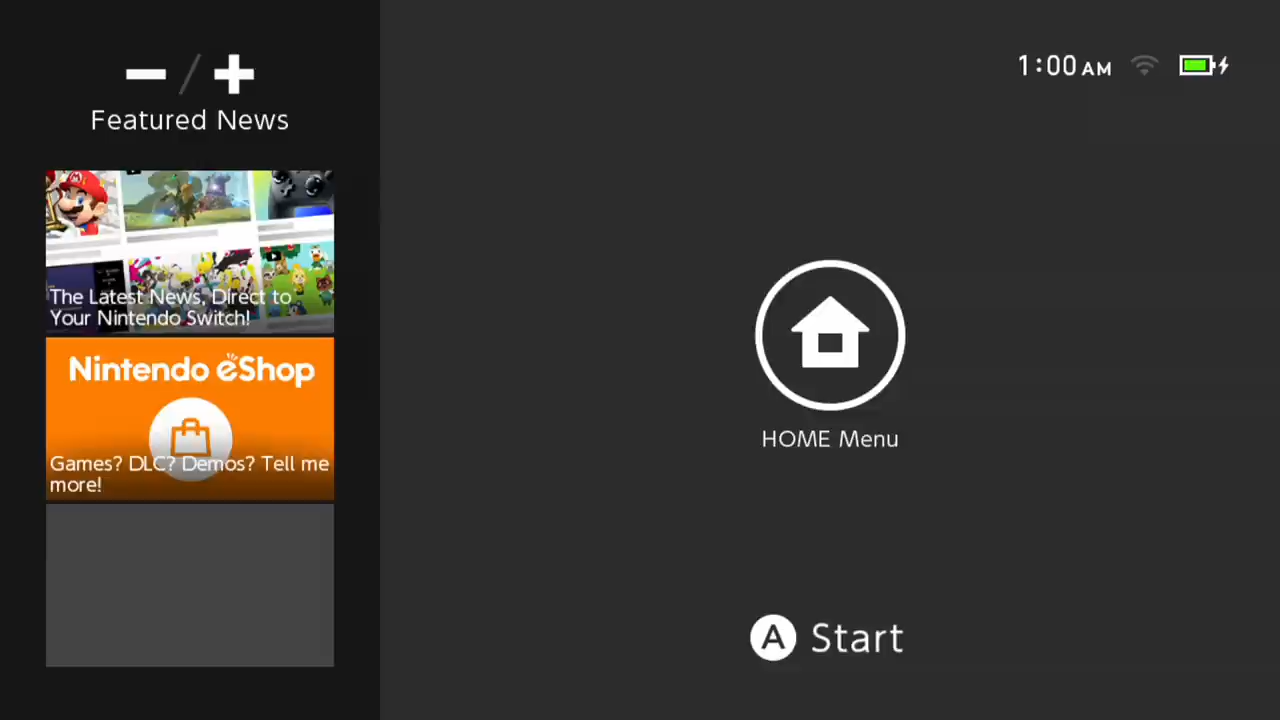 − / +
Featured News
The Latest News, Direct to
Your Nintendo Switch!
Nintendo eShop
Games? DLC? Demos? Tell me
more!
1:00 AM
HOME Menu
A Start